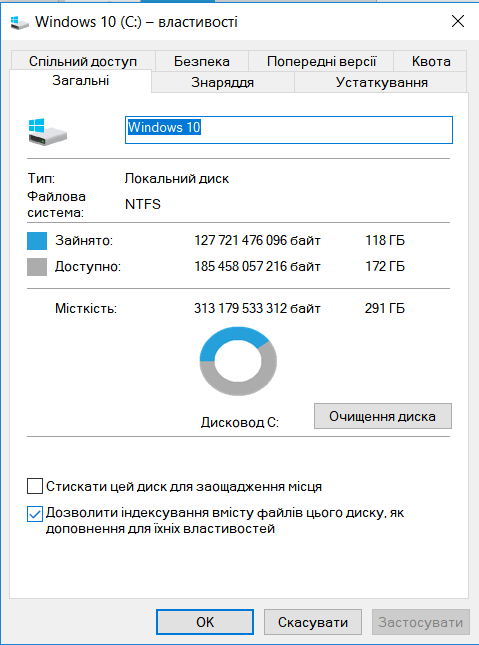 Windows 10 (C:) – властивості
Спільний доступ Безпека Попередні версії Квота
Загальні Знаряддя Устаткування
Windows 10
Тип: Локальний диск
Файлова
система: NTFS
Зайнято: 127 721 476 096 байт 118 ГБ
Доступно: 185 458 057 216 байт 172 ГБ
Місткість: 313 179 533 312 байт 291 ГБ
Дисковод C:
Очищення диска
Стискати цей диск для заощадження місця
Дозволити індексування вмісту файлів цього диску, як
доповнення для їхніх властивостей
OK Скасувати Застосувати